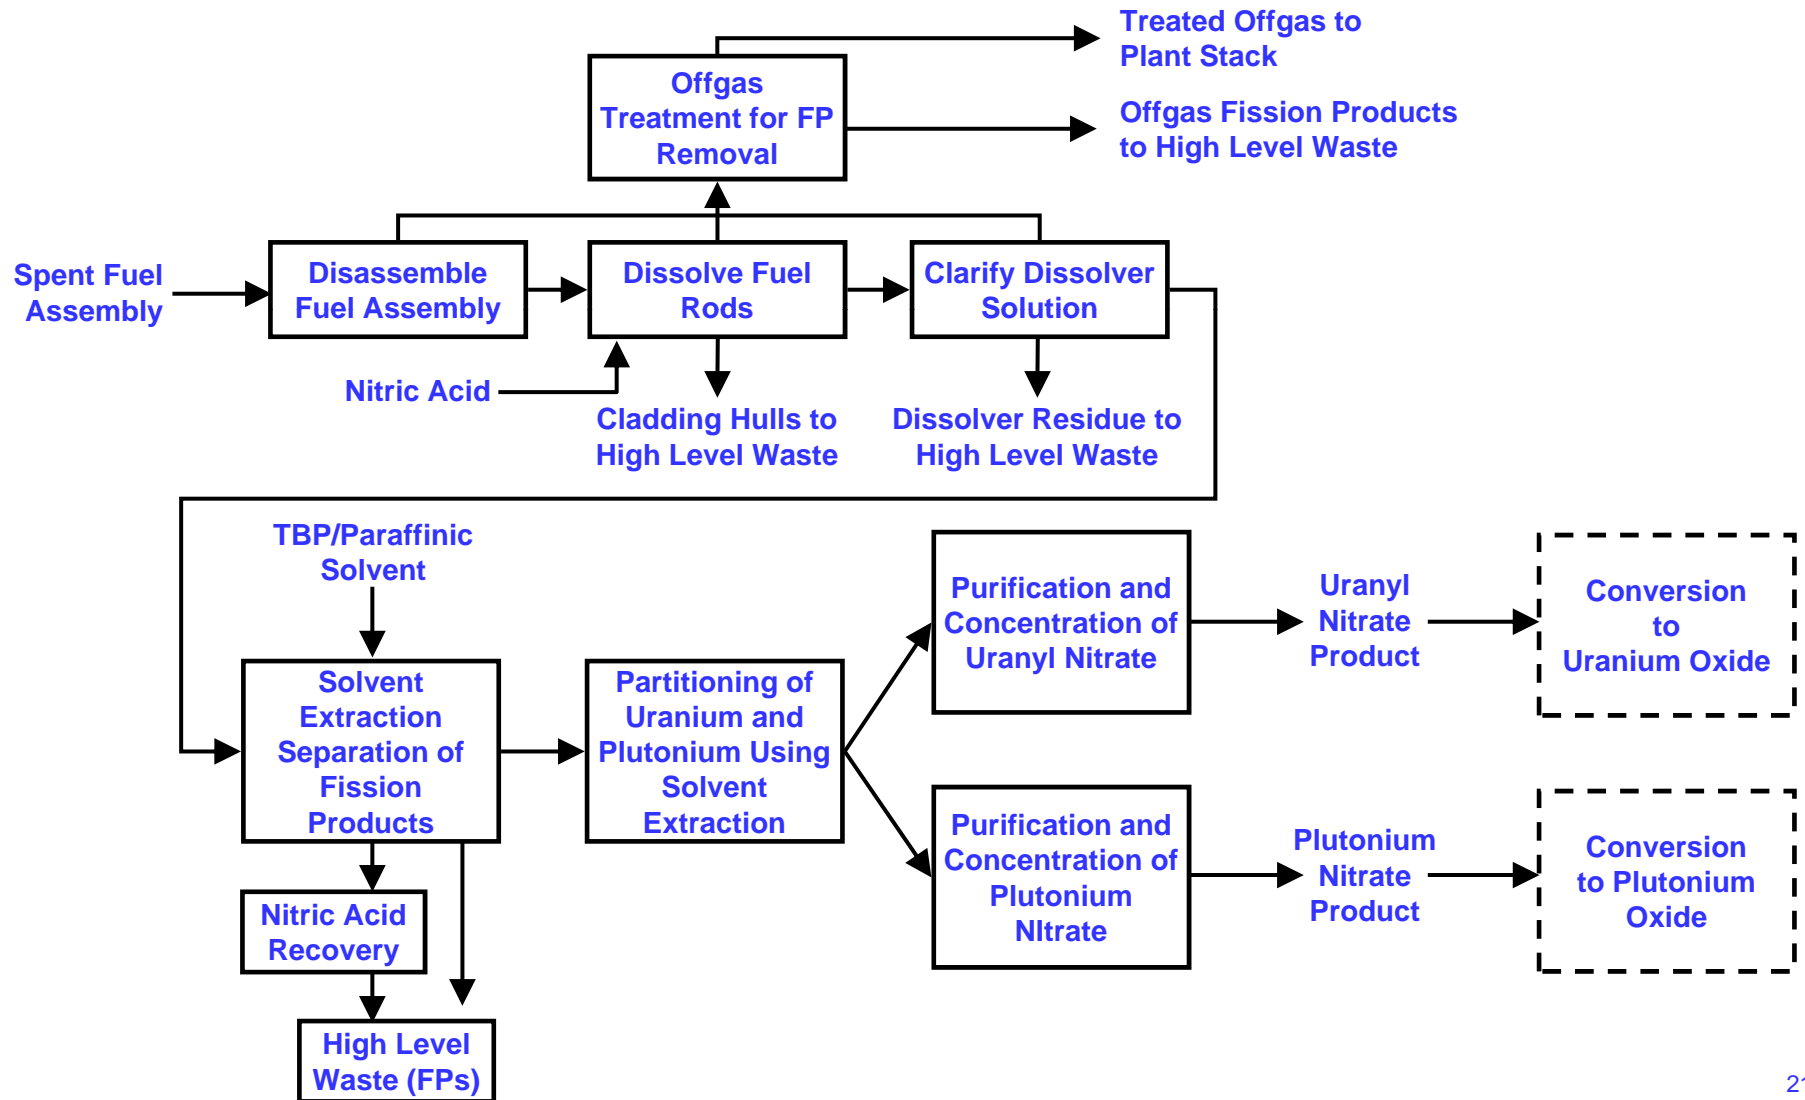 Treated Offgas to
Plant Stack
Offgas
Treatment for FP
Removal
Offgas Fission Products
to High Level Waste
Spent Fuel
Assembly
Disassemble
Fuel Assembly
Dissolve Fuel
Rods
Clarify Dissolver
Solution
Nitric Acid
Cladding Hulls to
High Level Waste
Dissolver Residue to
High Level Waste
TBP/Paraffinic
Solvent
Solvent
Extraction
Separation of
Fission
Products
Partitioning of
Uranium and
Plutonium Using
Solvent
Extraction
Purification and
Concentration of
Uranyl Nitrate
Uranyl
Nitrate
Product
Conversion
to
Uranium Oxide
Purification and
Concentration of
Plutonium
NItrate
Plutonium
Nitrate
Product
Conversion
to Plutonium
Oxide
Nitric Acid
Recovery
High Level
Waste (FPs)
21